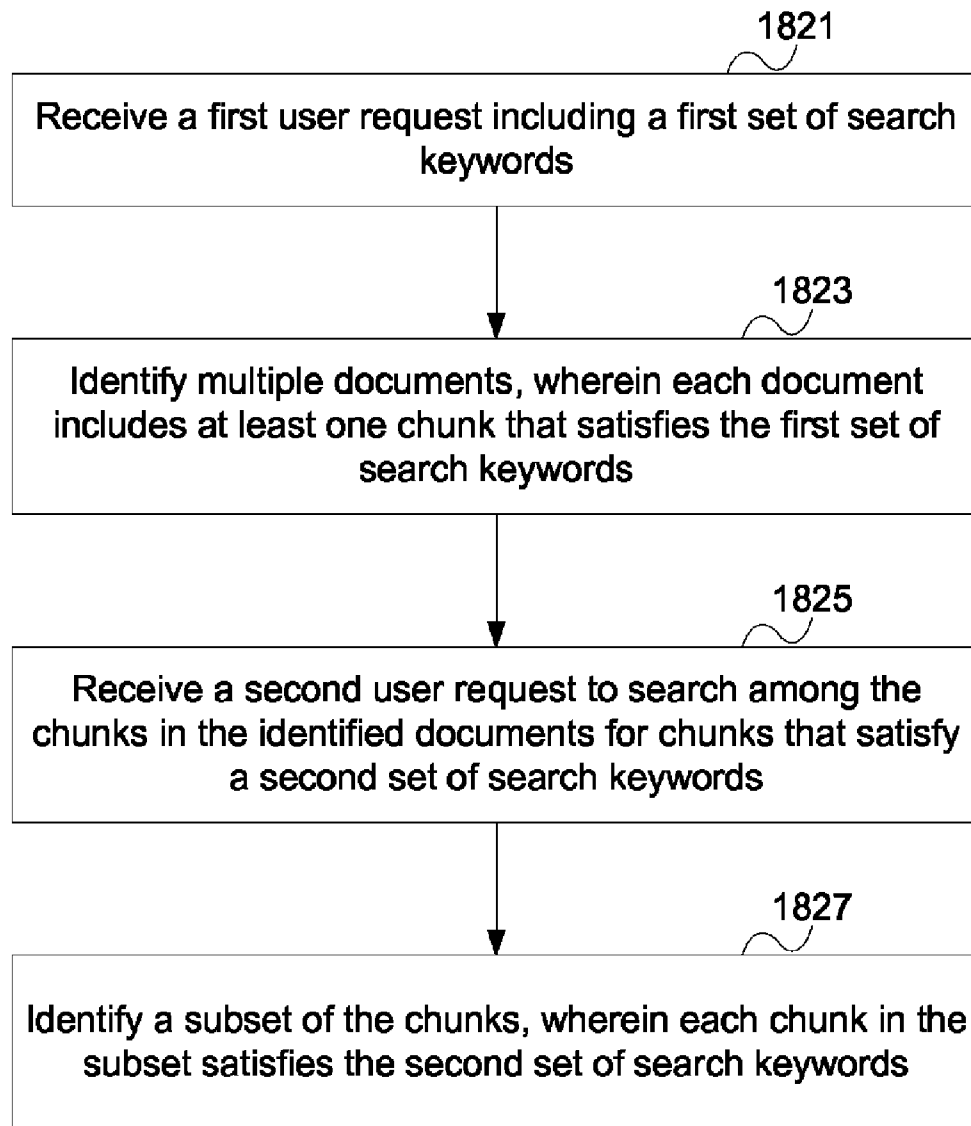 1821
Receive a first user request including a first set of search
keywords
1823
Identify multiple documents, wherein each document
includes at least one chunk that satisfies the first set of
search keywords
1825
Receive a second user request to search among the
chunks in the identified documents for chunks that satisfy
a second set of search keywords
1827
Identify a subset of the chunks, wherein each chunk in the
subset satisfies the second set of search keywords